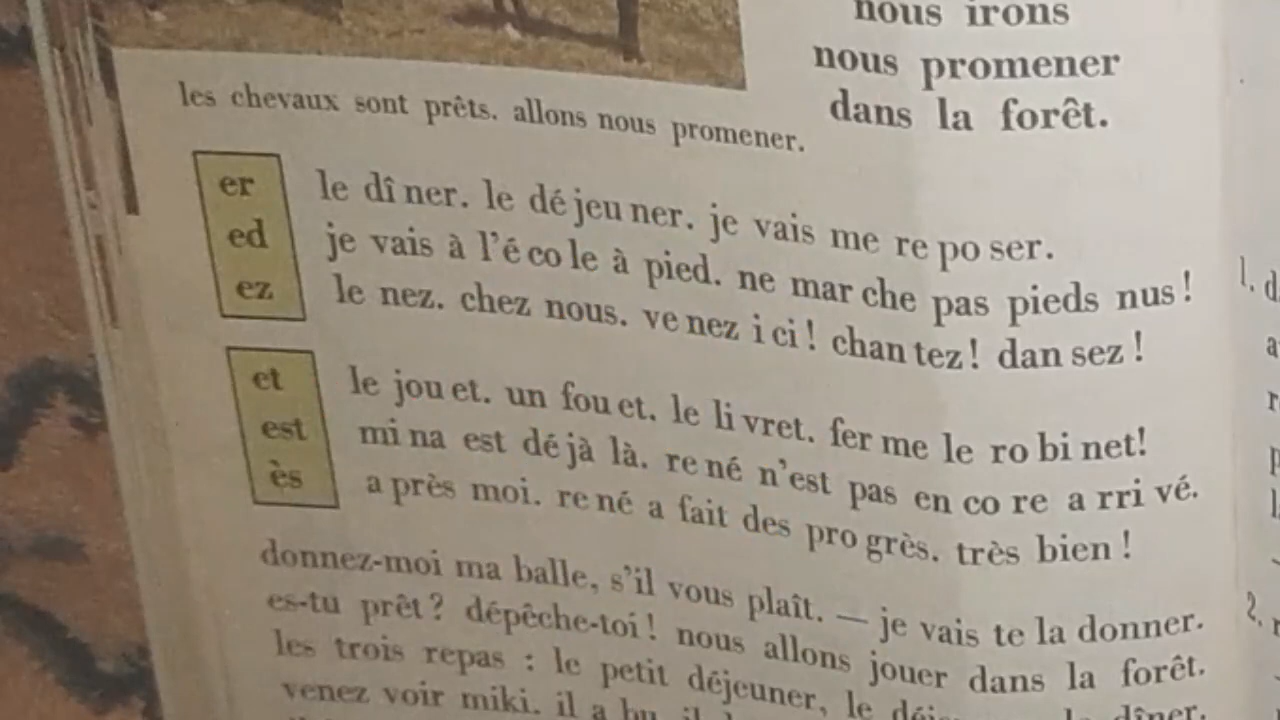 nous irons
nous promener
dans la forêt.
les chevaux sont prêts. allons nous promener.
er
ed
ez
le dî ner. le dé jeu ner. je vais me re po ser.
je vais à l'é co le à pied. ne mar che pas pieds nus !
le nez. chez nous. ve nez i ci ! chan tez ! dan sez !
et
est
ès
le jou et. un fou et. le li vret. fer me le ro bi net!
mi na est dé jà là. re né n'est pas en co re a rri vé.
a près moi. re né a fait des pro grès. très bien !
donnez-moi ma balle, s'il vous plaît. — je vais te la donner.
es-tu prêt ? dépêche-toi ! nous allons jouer dans la forêt.
les trois repas : le petit déjeuner, le dîner.
venez voir miki. il a bu
1. d
2.